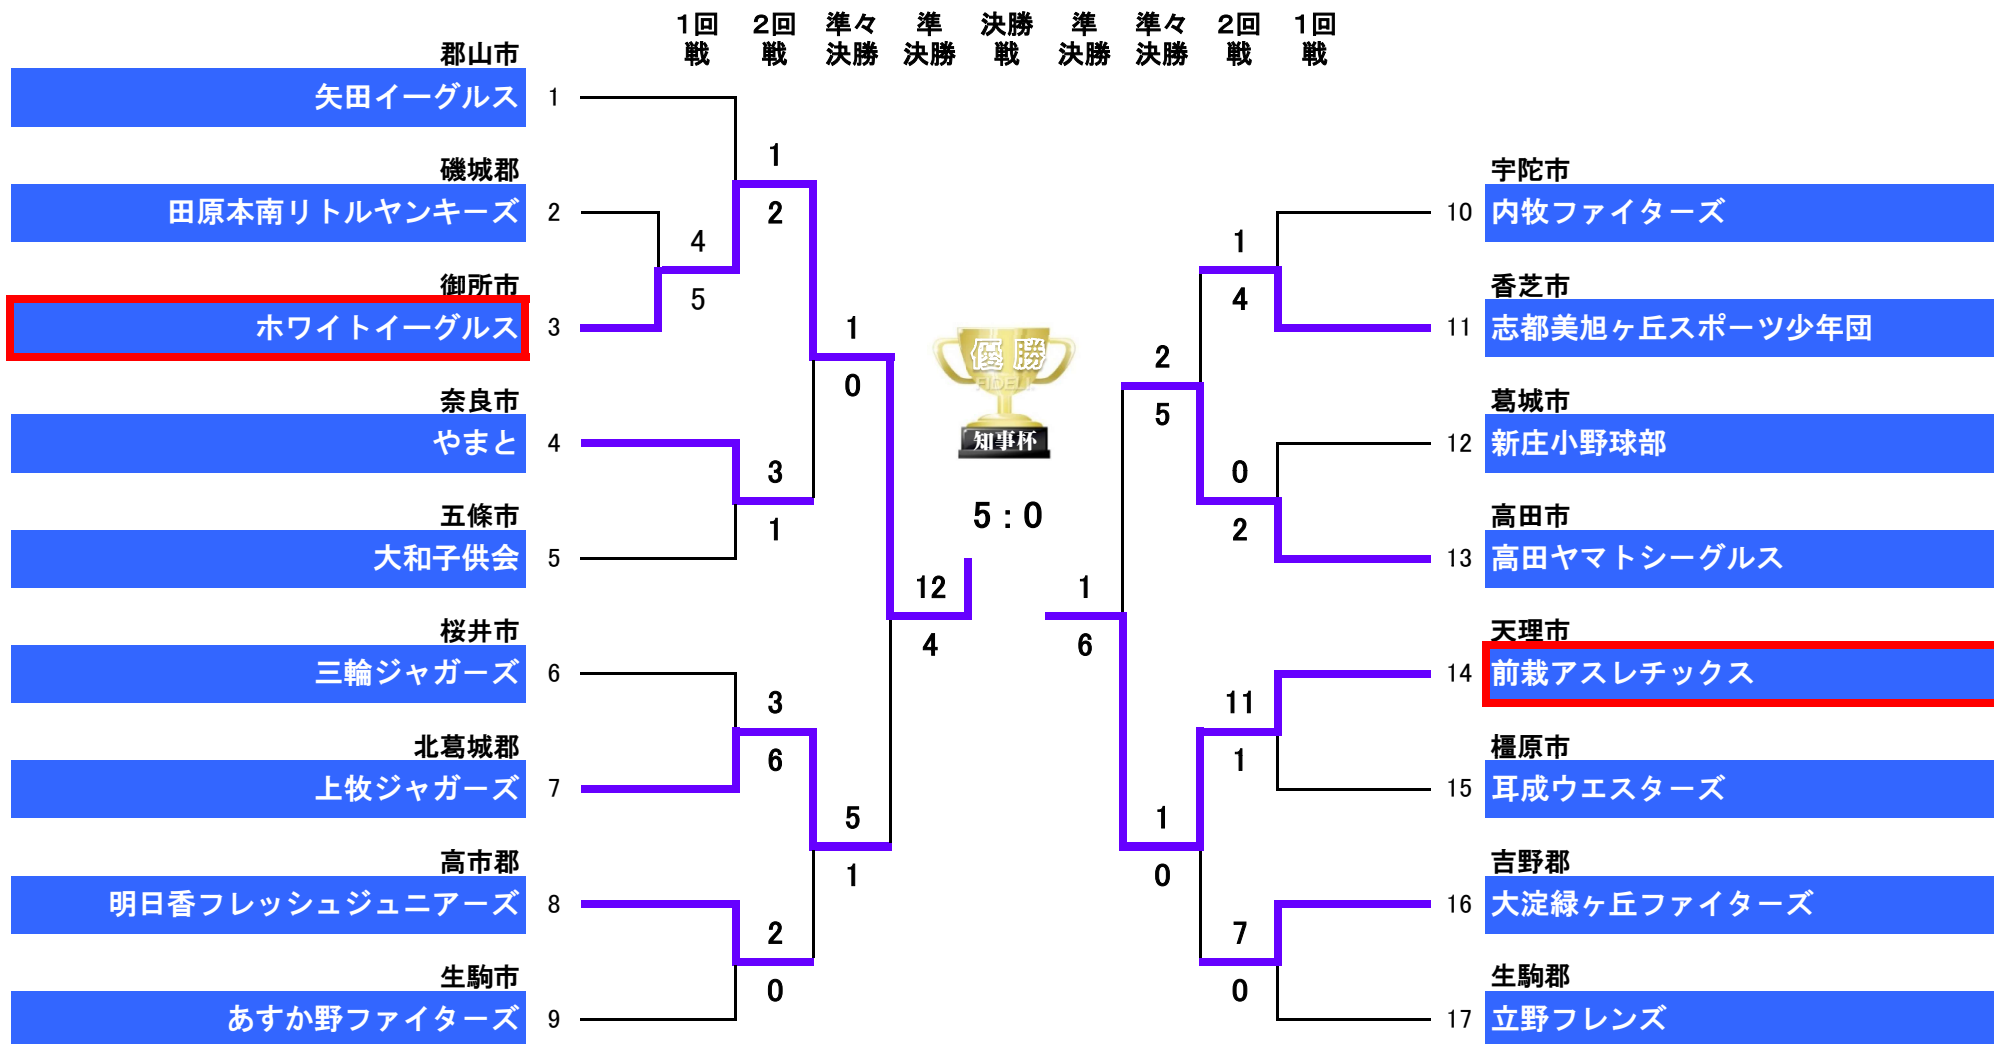 1回戦 2回戦 準々決勝 準決勝 決勝戦 準決勝 準々決勝 2回戦 1回戦
郡山市
矢田イーグルス 1
磯城郡
田原本南リトルヤンキーズ 2
御所市
ホワイトイーグルス 3
奈良市
やまと 4
五條市
大和子供会 5
桜井市
三輪ジャガーズ 6
北葛城郡
上牧ジャガーズ 7
高市郡
明日香フレッシュジュニアーズ 8
生駒市
あすか野ファイターズ 9
4
5
1
2
3
1
3
6
2
0
1
0
5
1
12
4
優勝
FIDELI
知事杯
5:0
1
6
2
5
1
0
1
4
0
2
11
1
7
0
宇陀市
10 内牧ファイターズ
香芝市
11 志都美旭ヶ丘スポーツ少年団
葛城市
12 新庄小野球部
高田市
13 高田ヤマトシーグルス
天理市
14 前栽アスレチックス
橿原市
15 耳成ウエスターズ
吉野郡
16 大淀緑ヶ丘ファイターズ
生駒郡
17 立野フレンズ